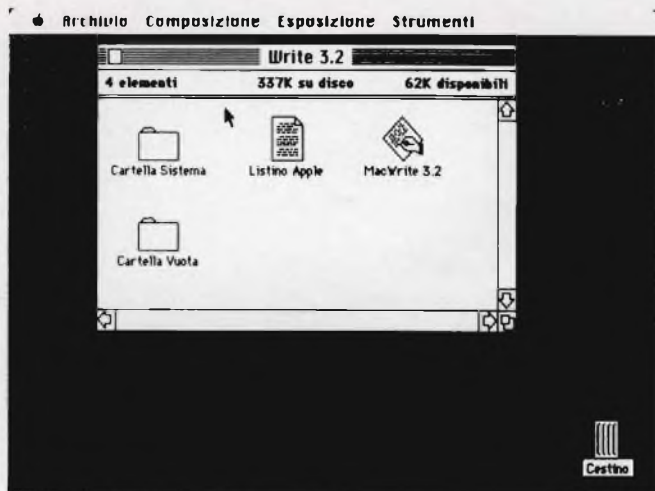 Archivio Composizione Esposizione Strumenti
Write 3.2
4 elementi 337K su disco 62K disponibili
Cartella Sistema Listino Apple MacWrite 3.2
Cartella Vuota
Cestino